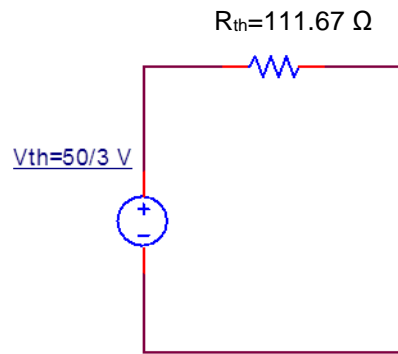 Rth=111.67 Ω
Vth=50/3 V
+
−